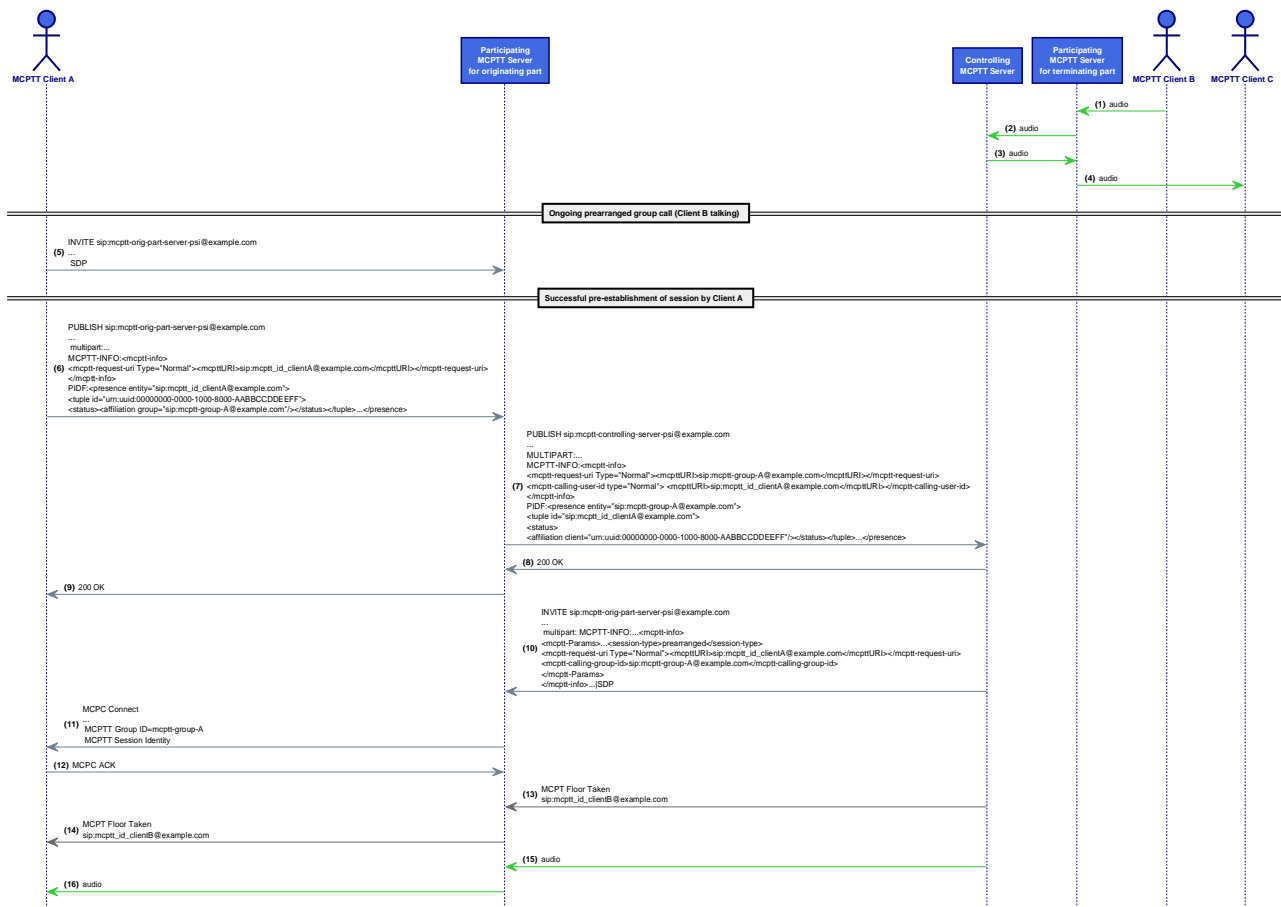 MCPTT Client A
Participating
MCPTT Server
for originating part
Controlling
MCPTT Server
Participating
MCPTT Server
for terminating part
MCPTT Client B
MCPTT Client C
(1) audio
(2) audio
(3) audio
(4) audio
Ongoing prearranged group call (Client B talking)
INVITE sip:mcptt-orig-part-server-psi@example.com
(5) ...
SDP
Successful pre-establishment of session by Client A
PUBLISH sip:mcptt-orig-part-server-psi@example.com
...
multipart:...
MCPTT-INFO:<mcptt-info>
(6) <mcptt-request-uri Type="Normal"><mcpttURI>sip:mcptt_id_clientA@example.com</mcpttURI></mcptt-request-uri>
</mcptt-info>
PIDF:<presence entity="sip:mcptt_id_clientA@example.com">
<tuple id="urn:uuid:00000000-0000-1000-8000-AABBCCDDEEFF">
<status><affiliation group="sip:mcptt-group-A@example.com"/></status></tuple>...</presence>
PUBLISH sip:mcptt-controlling-server-psi@example.com
...
MULTIPART:...
MCPTT-INFO:<mcptt-info>
<mcptt-request-uri Type="Normal"><mcpttURI>sip:mcptt-group-A@example.com</mcpttURI></mcptt-request-uri>
(7) <mcptt-calling-user-id type="Normal"> <mcpttURI>sip:mcptt_id_clientA@example.com</mcpttURI></mcptt-calling-user-id>
</mcptt-info>
PIDF:<presence entity="sip:mcptt-group-A@example.com">
<tuple id="sip:mcptt_id_clientA@example.com">
<status>
<affiliation client="urn:uuid:00000000-0000-1000-8000-AABBCCDDEEFF"/></status></tuple>...</presence>
(8) 200 OK
(9) 200 OK
INVITE sip:mcptt-orig-part-server-psi@example.com
...
multipart: MCPTT-INFO:...<mcptt-info>
<mcptt-Params>...<session-type>prearranged</session-type>
(10) <mcptt-request-uri Type="Normal"><mcpttURI>sip:mcptt_id_clientA@example.com</mcpttURI></mcptt-request-uri>
<mcptt-calling-group-id>sip:mcptt-group-A@example.com</mcptt-calling-group-id>
</mcptt-Params>
</mcptt-info>...|SDP
MCPC Connect
(11) ...
MCPTT Group ID=mcptt-group-A
MCPTT Session Identity
(12) MCPC ACK
(13) MCPT Floor Taken
sip:mcptt_id_clientB@example.com
(14) MCPT Floor Taken
sip:mcptt_id_clientB@example.com
(15) audio
(16) audio